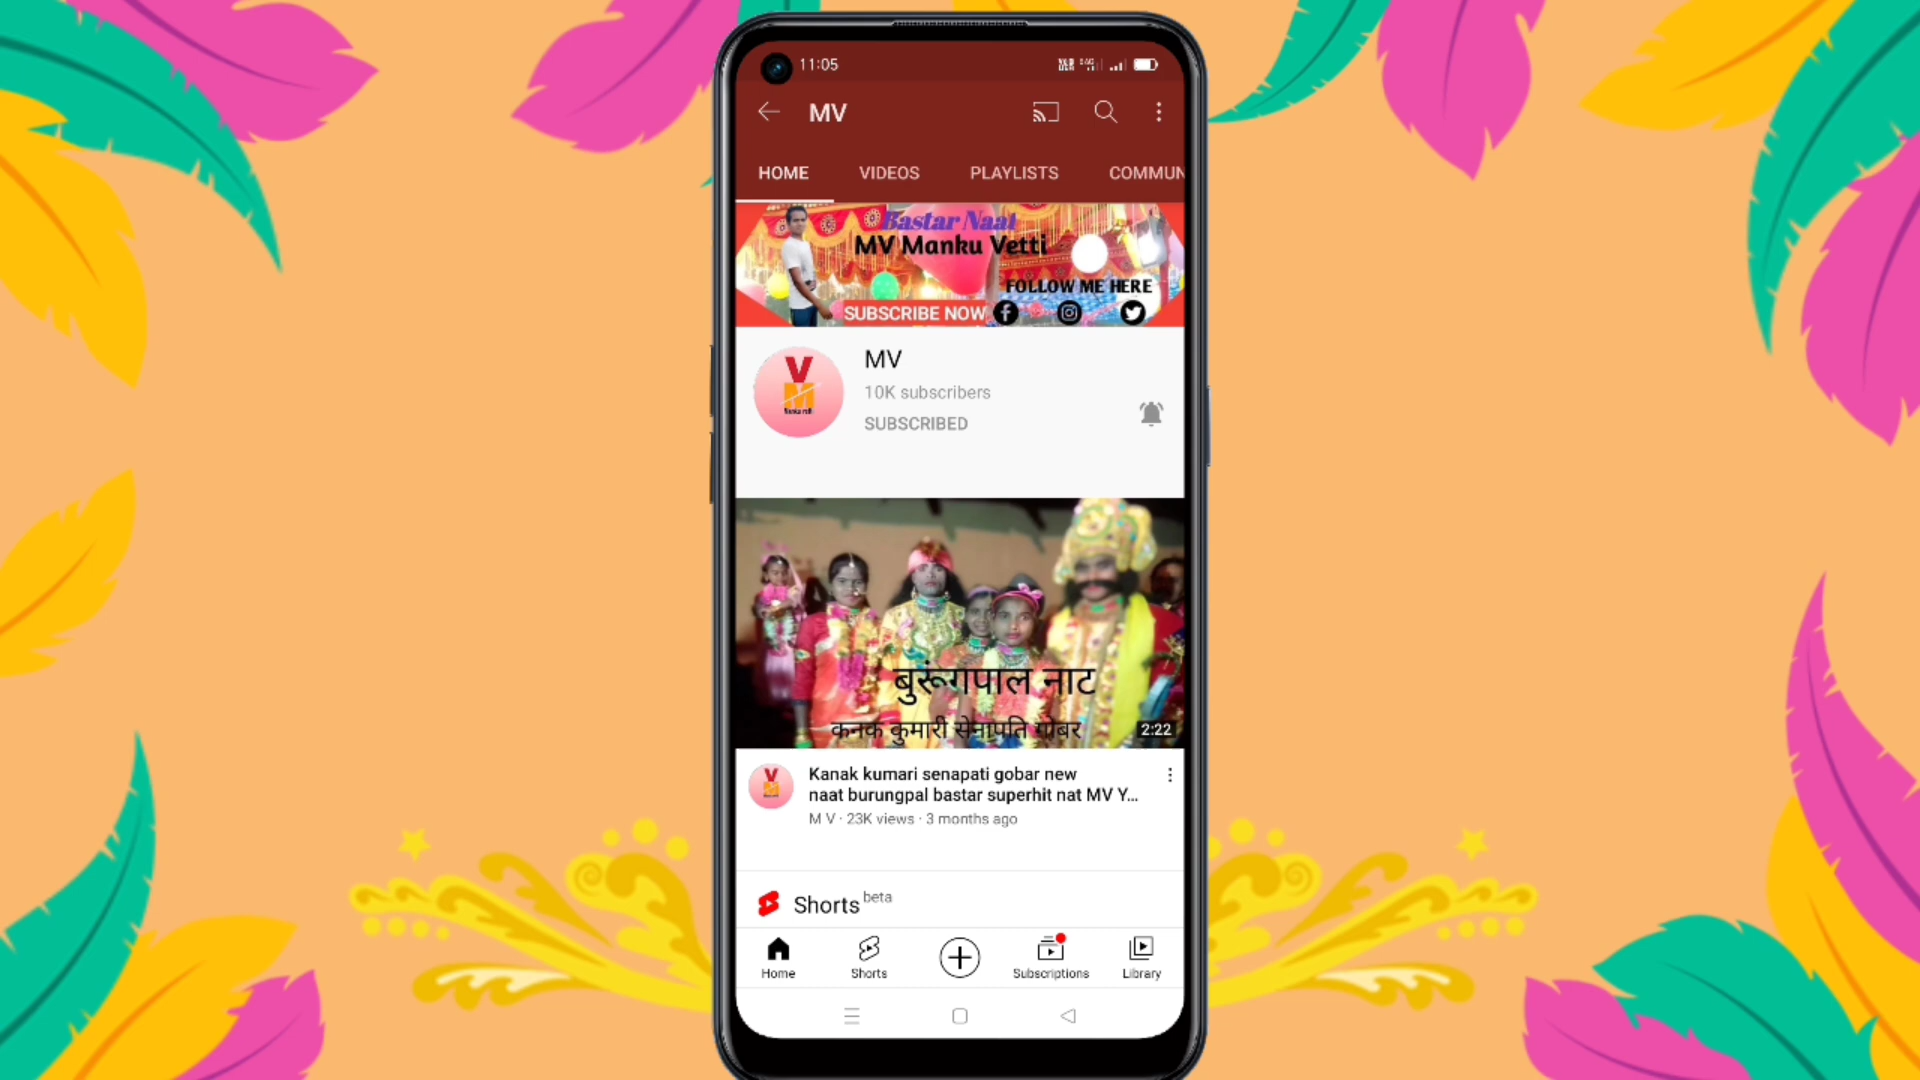 11:05
MV
HOME VIDEOS PLAYLISTS COMMUN
Bastar Naat
MV Manku Vetti
FOLLOW ME HERE
SUBSCRIBE NOW
MV
10K subscribers
SUBSCRIBED
बुरूंगपाल नाट
कनक कुमारी सेनापति गोबर
2:22
Kanak kumari senapati gobar new
naat burungpal bastar superhit nat MV Y...
M V · 23K views · 3 months ago
Shorts beta
Home Shorts Subscriptions Library